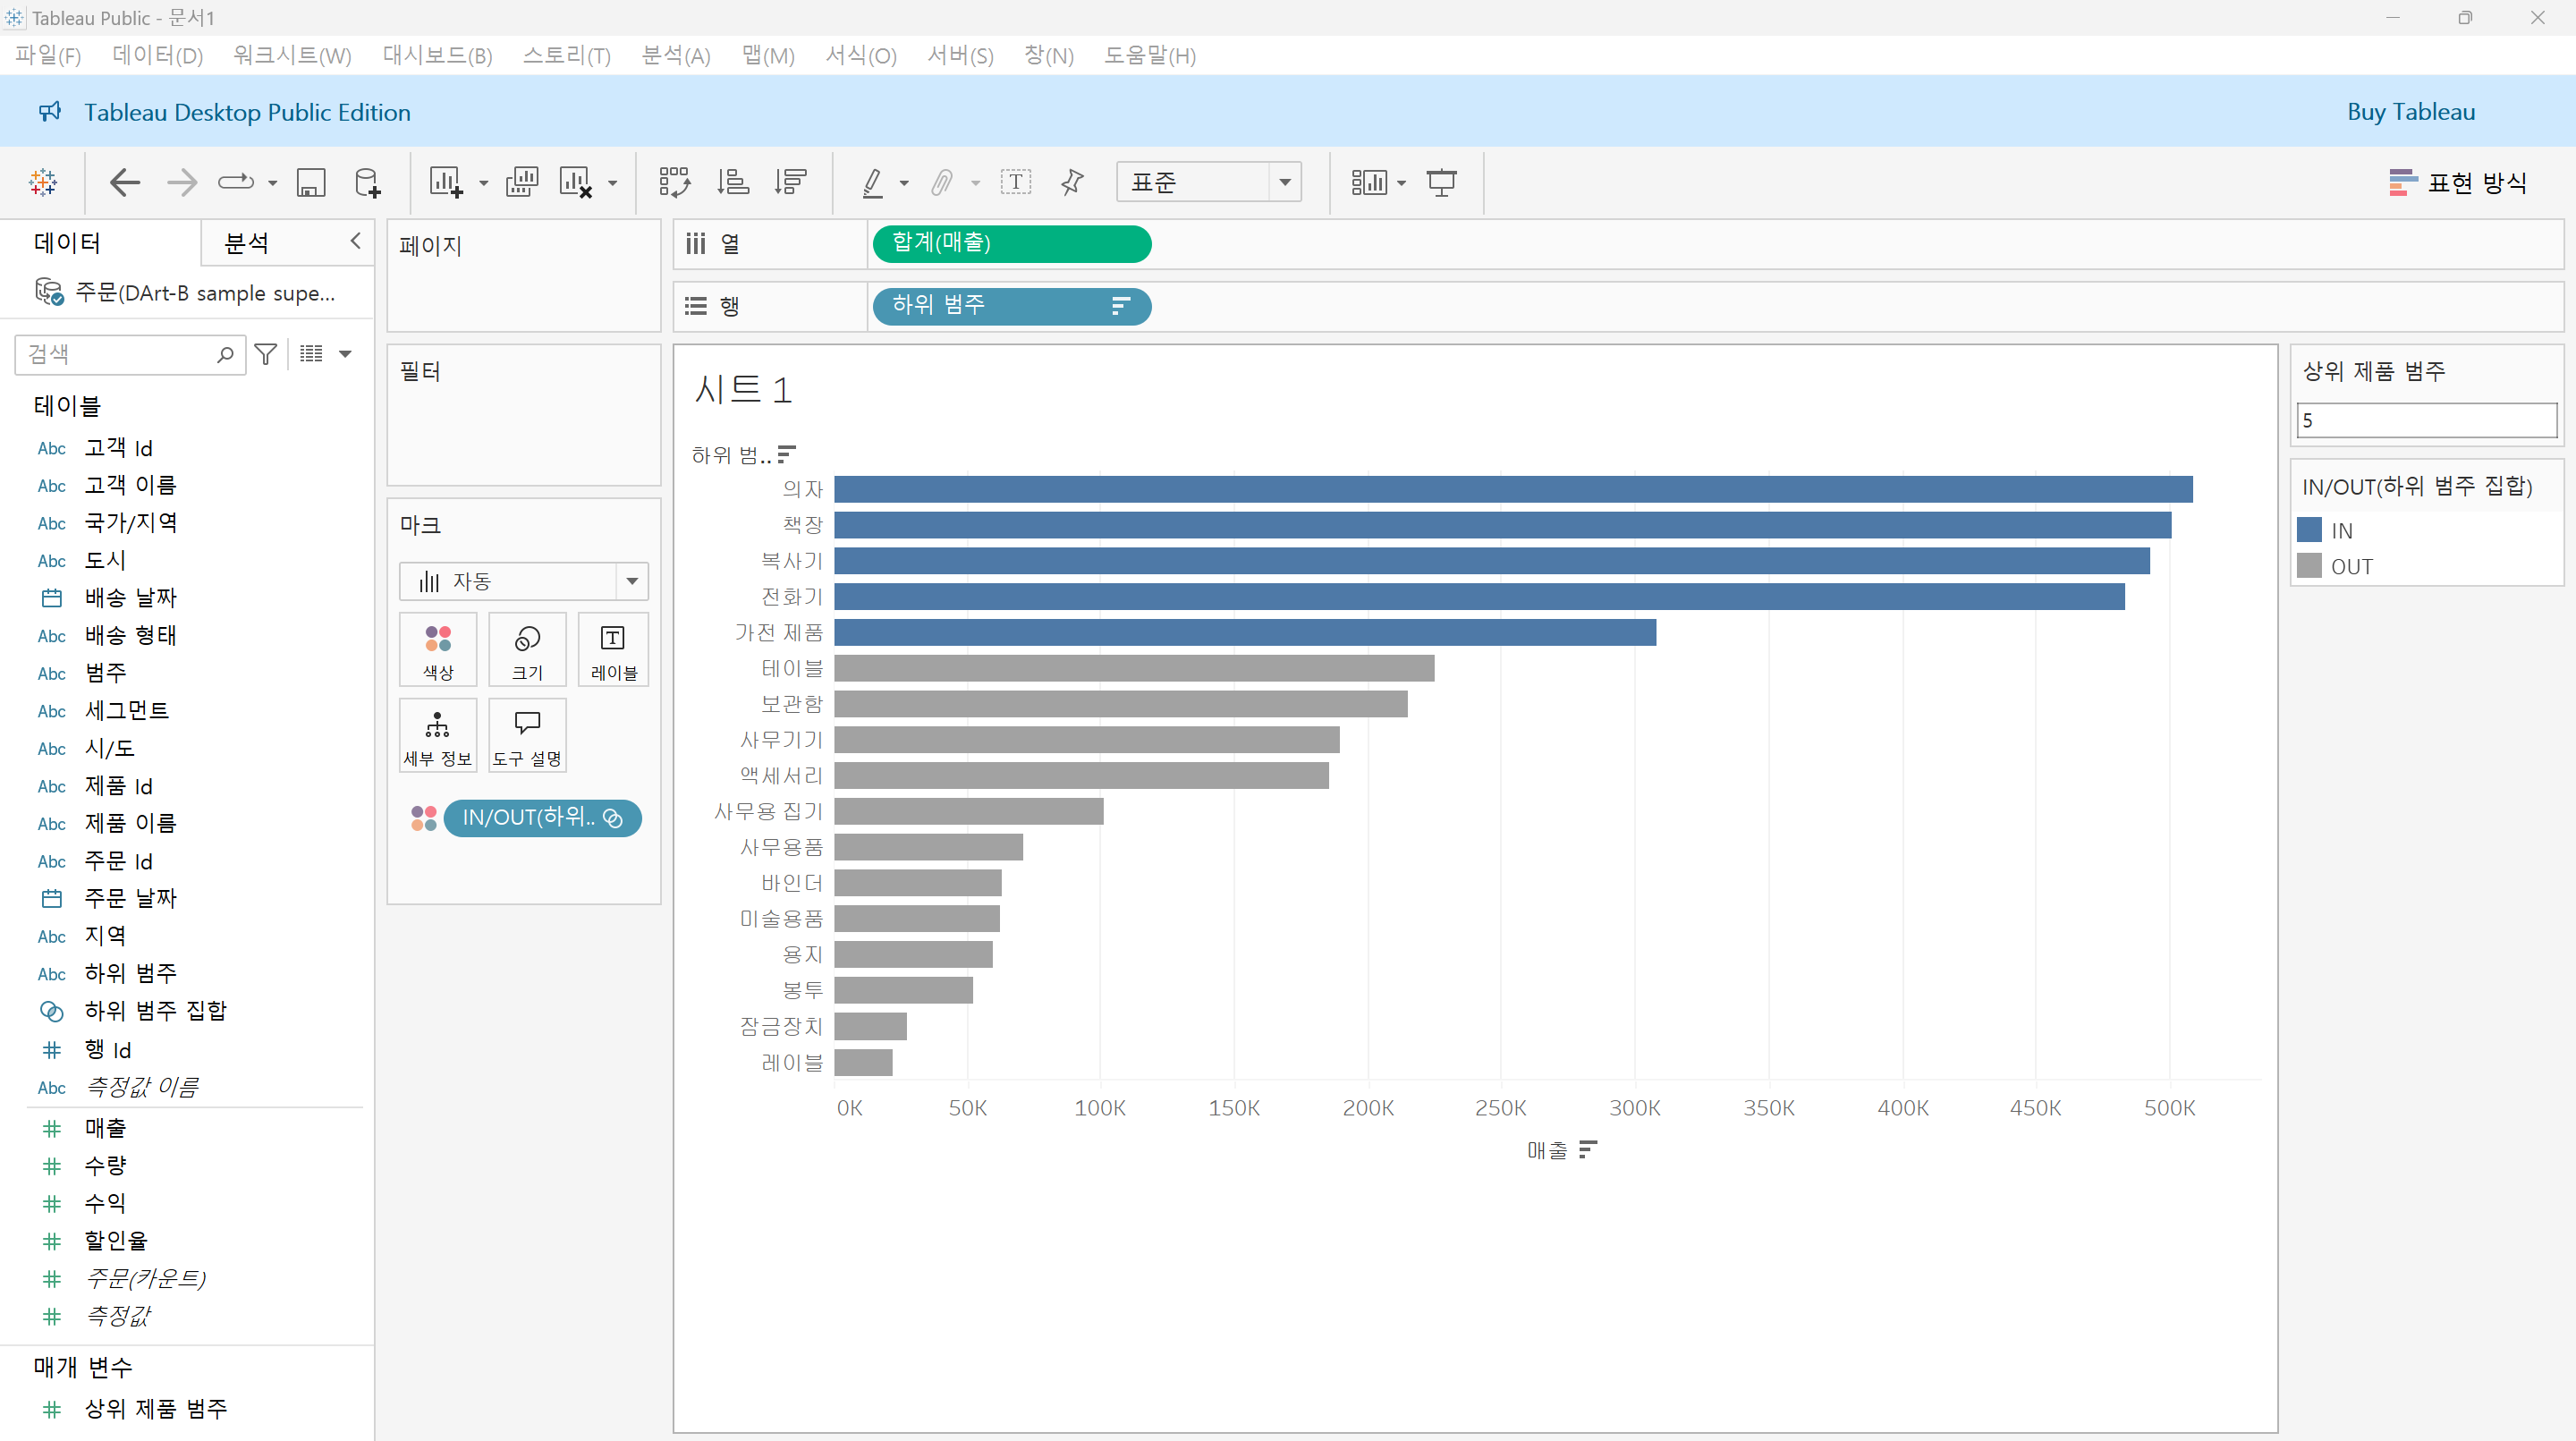 Tableau Public - 문서1
파일(F) 데이터(D) 워크시트(W) 대시보드(B) 스토리(T) 분석(A) 맵(M) 서식(O) 서버(S) 창(N) 도움말(H)
Tableau Desktop Public Edition
Buy Tableau
표준
표현 방식
데이터
분석
주문(DArt-B sample supe...
검색
테이블
Abc 고객 Id
Abc 고객 이름
Abc 국가/지역
Abc 도시
배송 날짜
Abc 배송 형태
Abc 범주
Abc 세그먼트
Abc 시/도
Abc 제품 Id
Abc 제품 이름
Abc 주문 Id
주문 날짜
Abc 지역
Abc 하위 범주
하위 범주 집합
행 Id
Abc 측정값 이름
매출
수량
수익
할인율
주문(카운트)
측정값
매개 변수
상위 제품 범주
페이지
필터
마크
자동
색상
크기
레이블
세부 정보
도구 설명
IN/OUT(하위..
열
합계(매출)
행
하위 범주
시트 1
하위 범..
의자
책장
복사기
전화기
가전 제품
테이블
보관함
사무기기
액세서리
사무용 집기
사무용품
바인더
미술용품
용지
봉투
잠금장치
레이블
0K 50K 100K 150K 200K 250K 300K 350K 400K 450K 500K
매출
상위 제품 범주
5
IN/OUT(하위 범주 집합)
IN
OUT